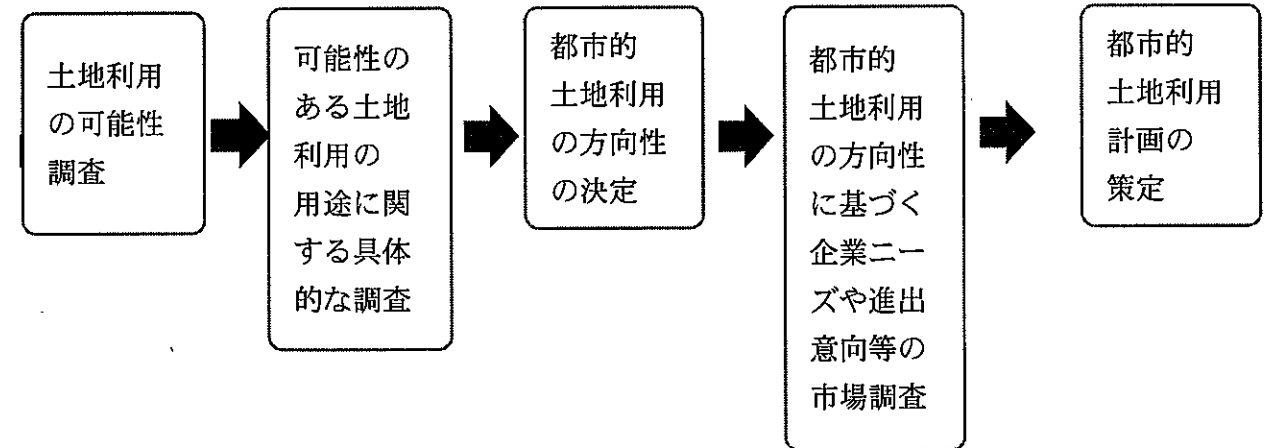 土地利用
の可能性
調査
可能性の
ある土地
利用の
用途に関
する具体
的な調査
都市的
土地利用
の方向性
の決定
都市的
土地利用
の方向性
に基づく
企業ニー
ズや進出
意向等の
市場調査
都市的
土地利用
計画の
策定